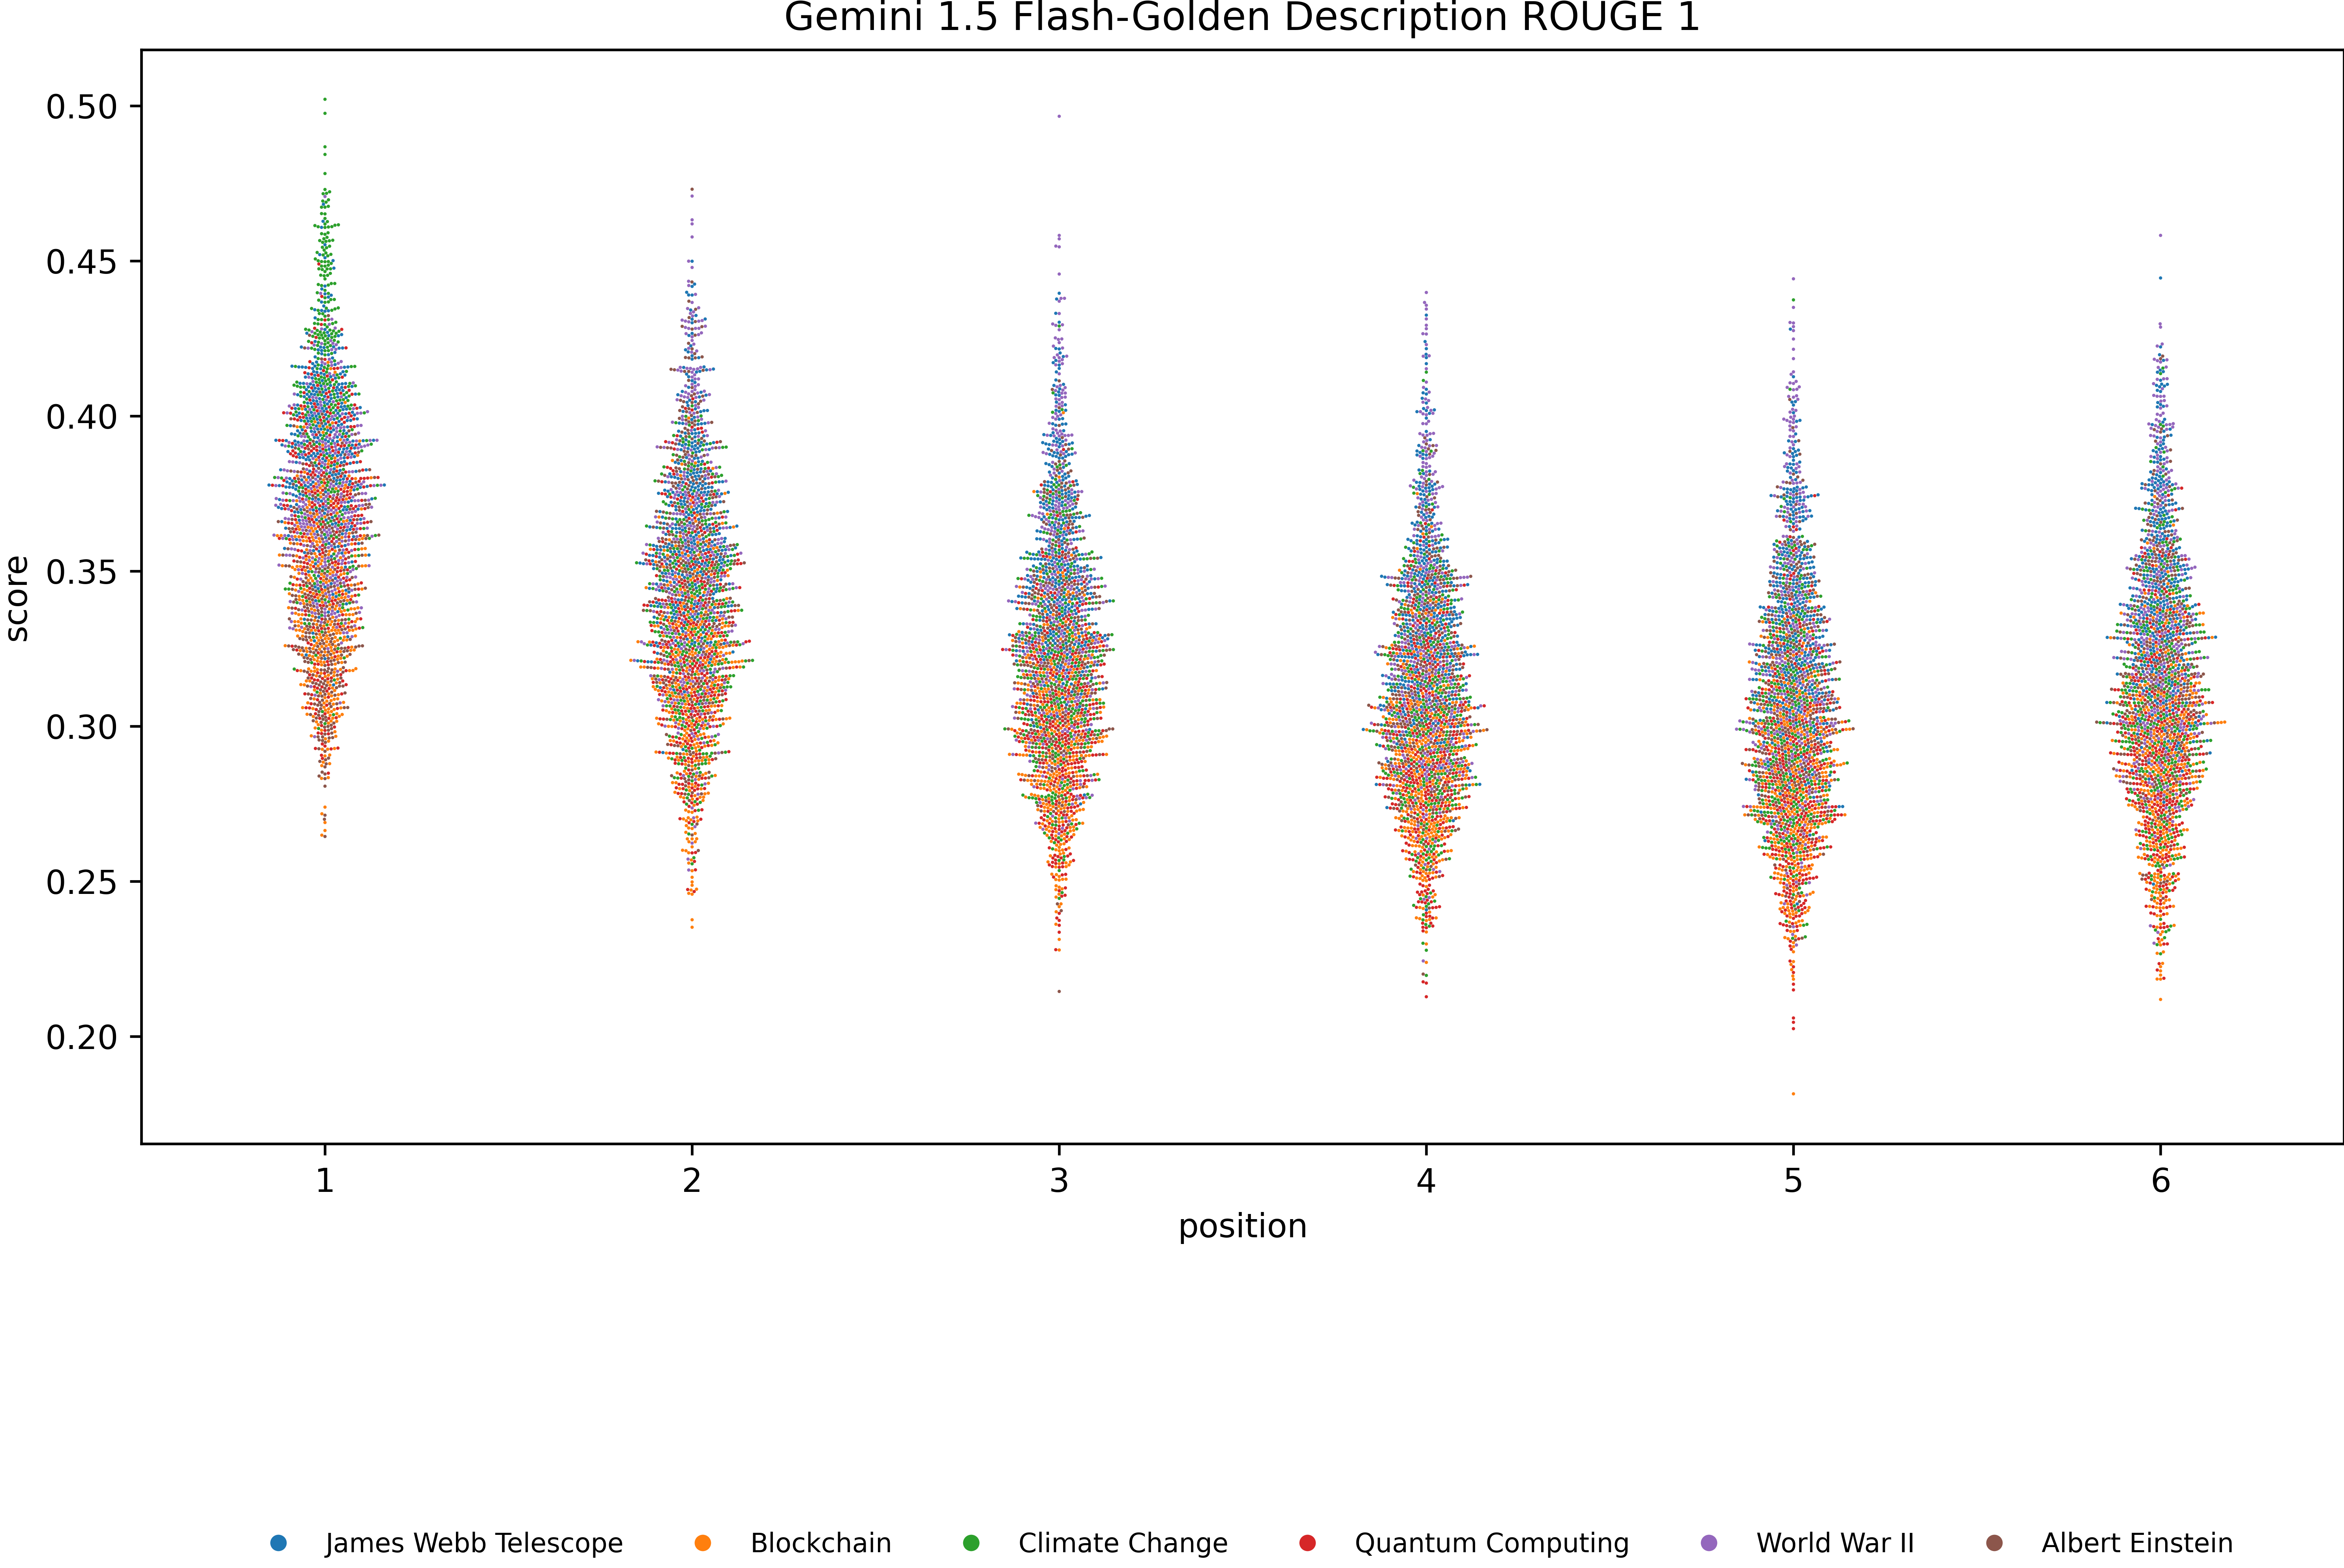 Gemini 1.5 Flash-Golden Description ROUGE 1
0.50
0.45
0.40
0.35
0.30
0.25
0.20
score
1 2 3 4 5 6
position
James Webb Telescope Blockchain Climate Change Quantum Computing World War II Albert Einstein